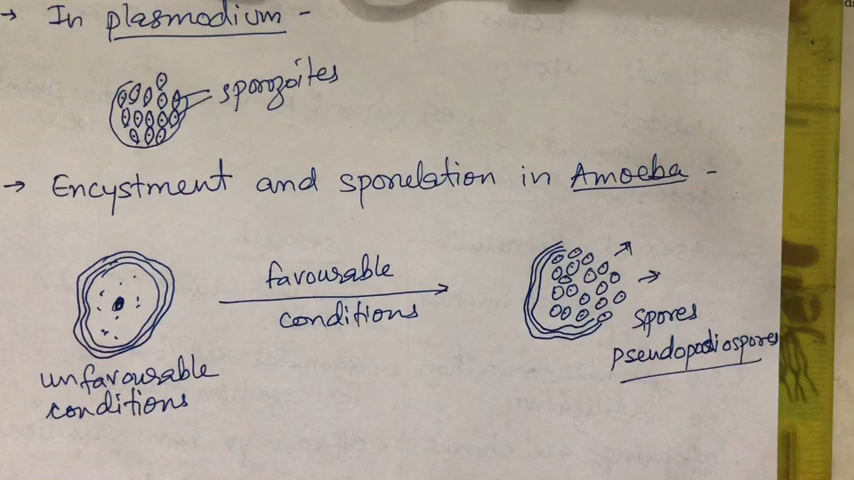 → In plasmodium -
sporozoites
→ Encystment and sporulation in Amoeba -
favourable
conditions
spores
pseudopodiospores
unfavourable
conditions